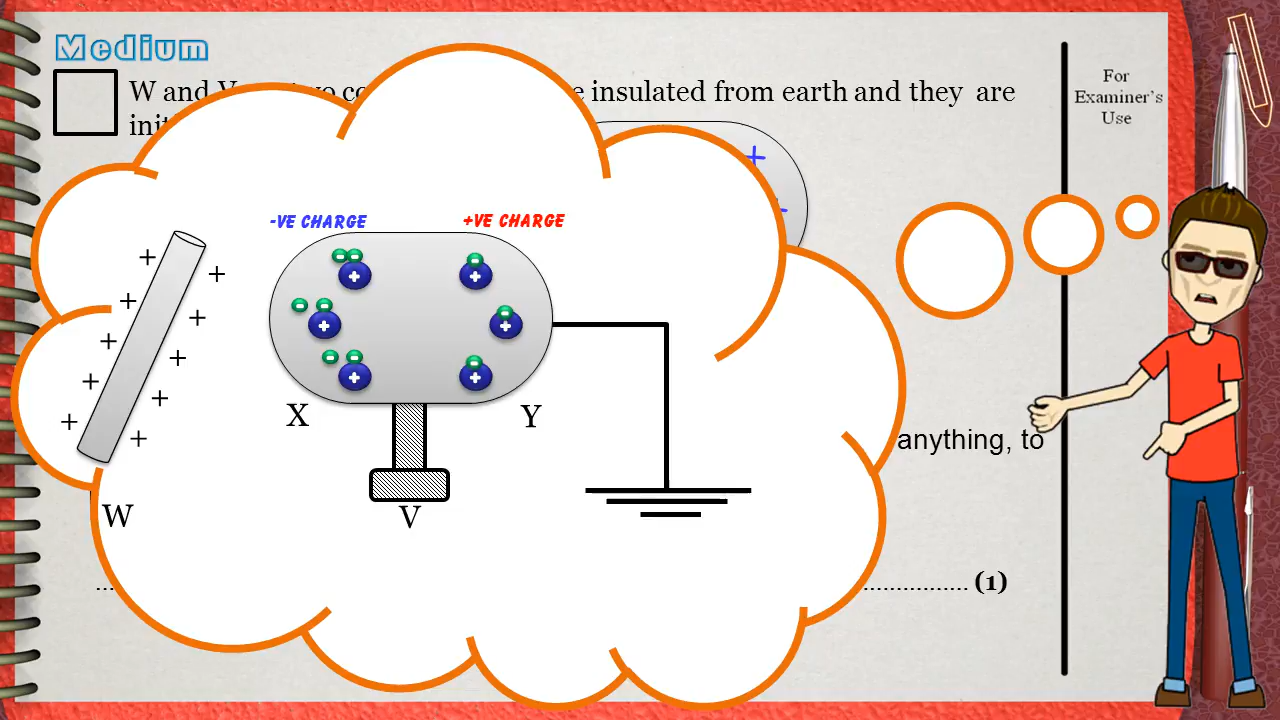 Medium
W and insulated from earth and they are
For
Examiner's
Use
-VE CHARGE +VE CHARGE
X Y
anything, to
W V
(1)